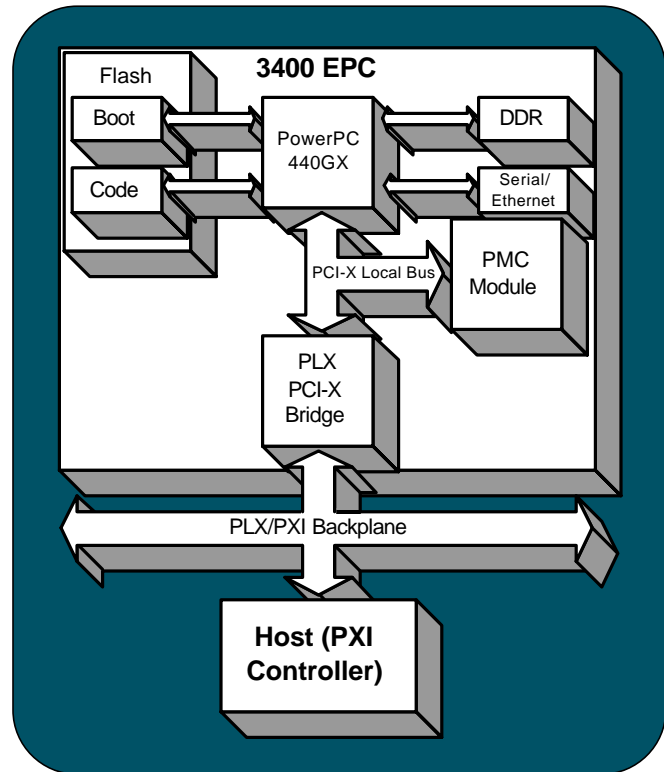 3400 EPC
Flash
Boot
Code
PowerPC
440GX
DDR
Serial/
Ethernet
PCI-X Local Bus
PMC
Module
PLX
PCI-X
Bridge
PLX/PXI Backplane
Host (PXI
Controller)